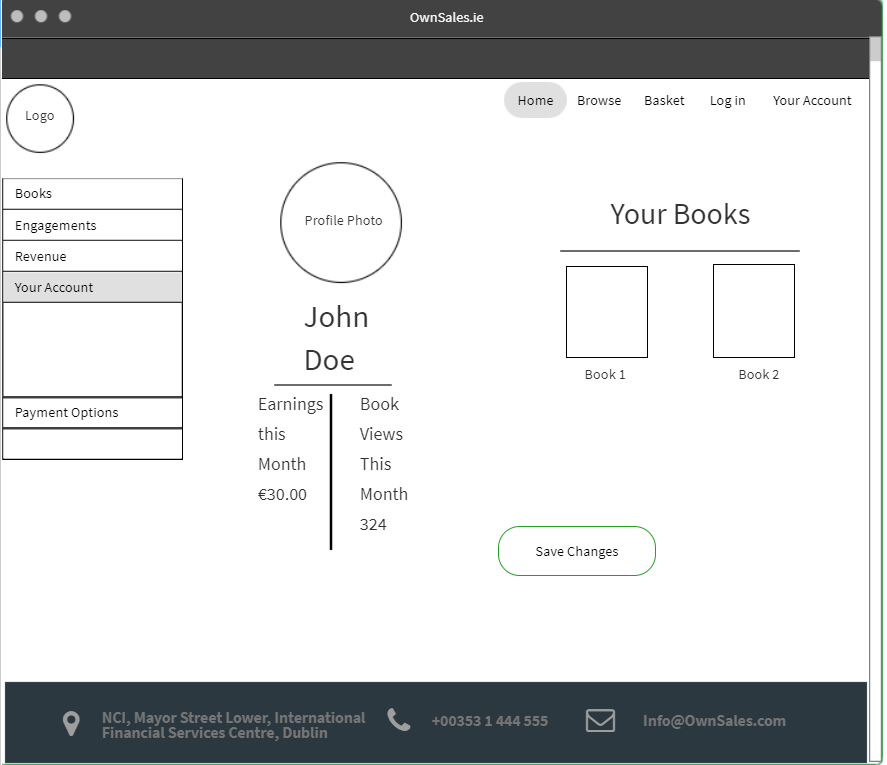 OwnSales.ie
Logo
Home
Browse
Basket
Log in
Your Account
Books
Engagements
Revenue
Your Account
Payment Options
Profile Photo
John
Doe
Earnings
this
Month
€30.00
Book
Views
This
Month
324
Your Books
Book 1
Book 2
Save Changes
NCI, Mayor Street Lower, International
Financial Services Centre, Dublin
+00353 1 444 555
Info@OwnSales.com